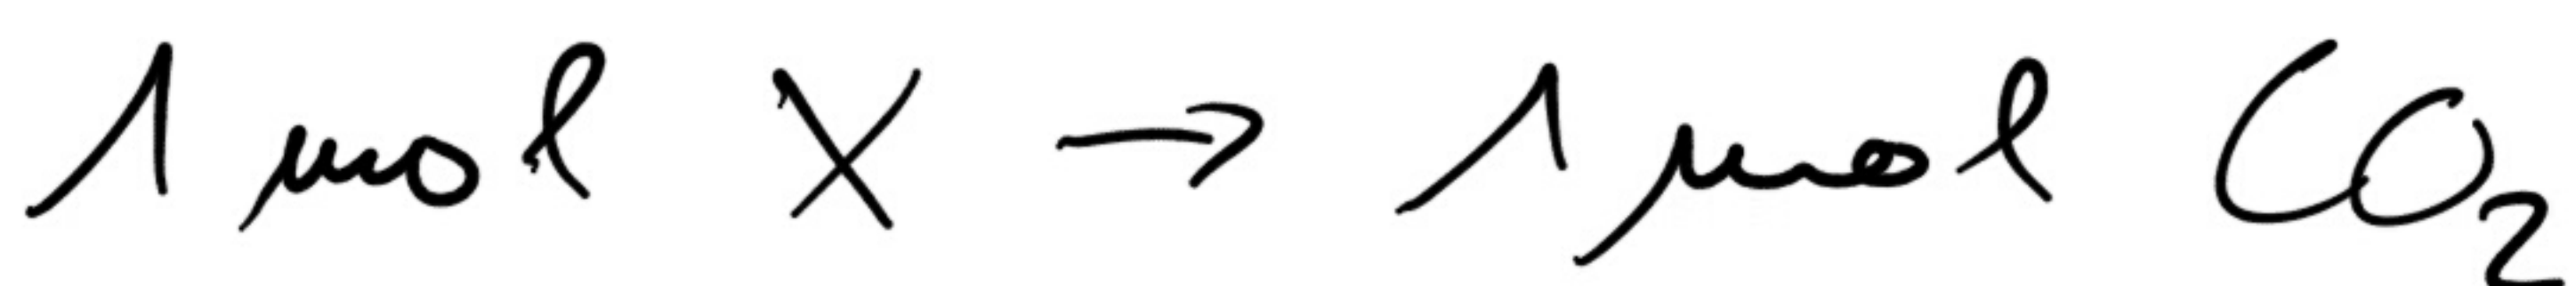 1 mol X → 1 mol CO₂